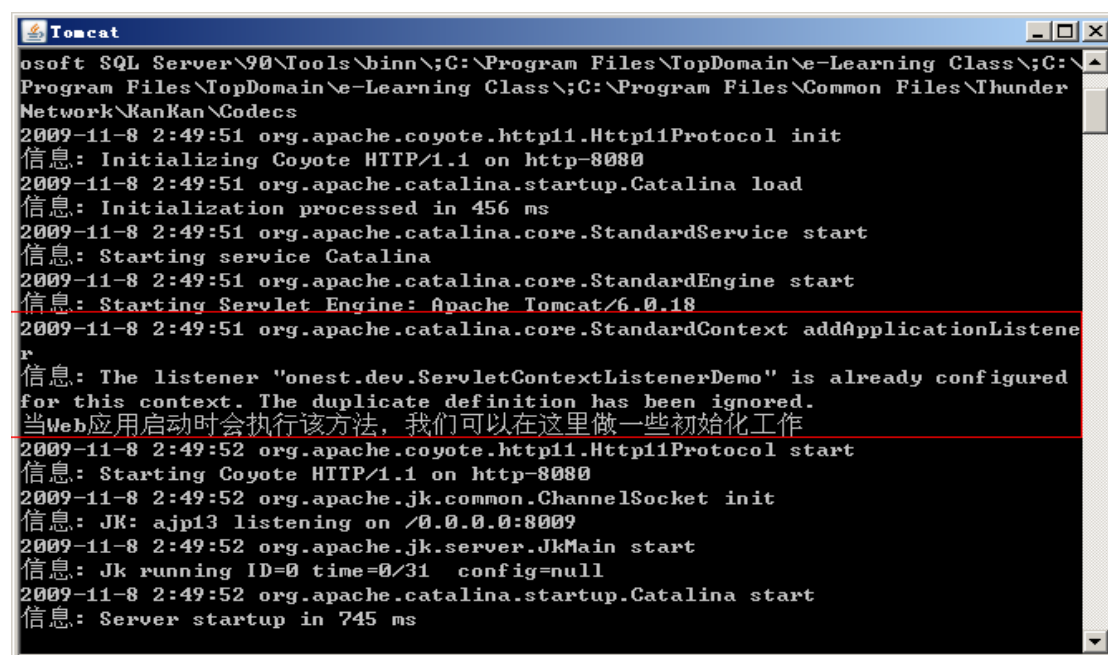 Tomcat
osoft SQL Server\90\Tools\binn\;C:\Program Files\TopDomain\e-Learning Class\;C:\
Program Files\TopDomain\e-Learning Class\;C:\Program Files\Common Files\Thunder
Network\KanKan\Codecs
2009-11-8 2:49:51 org.apache.coyote.http11.Http11Protocol init
信息: Initializing Coyote HTTP/1.1 on http-8080
2009-11-8 2:49:51 org.apache.catalina.startup.Catalina load
信息: Initialization processed in 456 ms
2009-11-8 2:49:51 org.apache.catalina.core.StandardService start
信息: Starting service Catalina
2009-11-8 2:49:51 org.apache.catalina.core.StandardEngine start
信息: Starting Servlet Engine: Apache Tomcat/6.0.18
2009-11-8 2:49:51 org.apache.catalina.core.StandardContext addApplicationListene
r
信息: The listener "onest.dev.ServletContextListenerDemo" is already configured
for this context. The duplicate definition has been ignored.
当Web应用启动时会执行该方法，我们可以在这里做一些初始化工作
2009-11-8 2:49:52 org.apache.coyote.http11.Http11Protocol start
信息: Starting Coyote HTTP/1.1 on http-8080
2009-11-8 2:49:52 org.apache.jk.common.ChannelSocket init
信息: JK: ajp13 listening on /0.0.0.0:8009
2009-11-8 2:49:52 org.apache.jk.server.JkMain start
信息: Jk running ID=0 time=0/31  config=null
2009-11-8 2:49:52 org.apache.catalina.startup.Catalina start
信息: Server startup in 745 ms